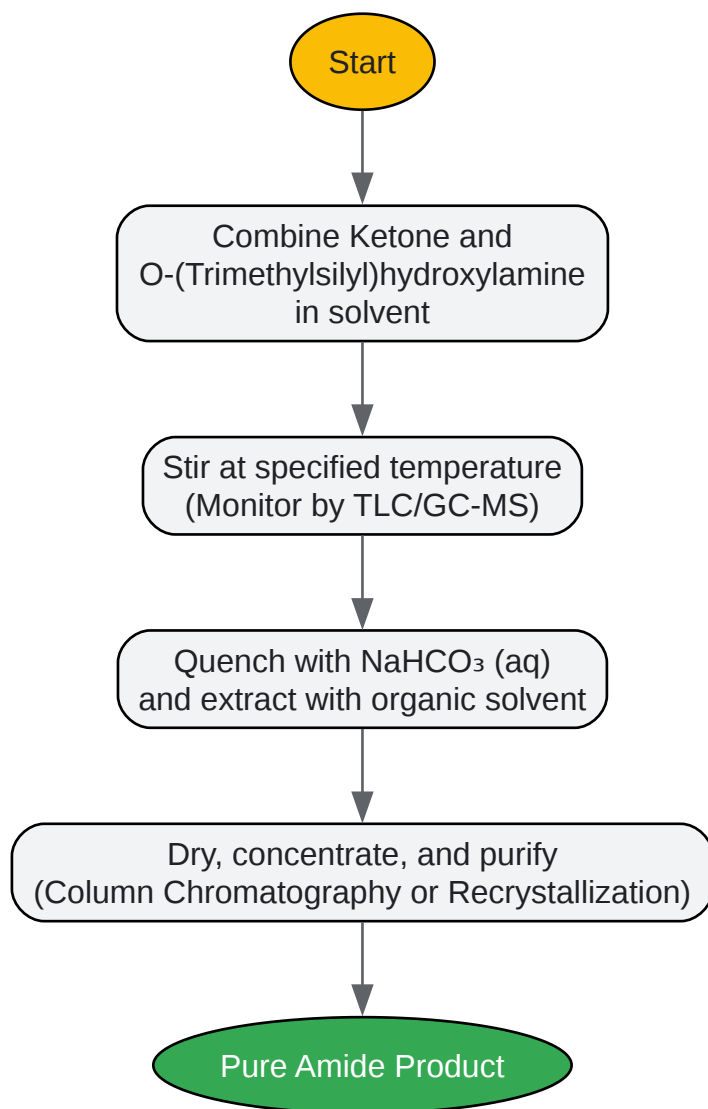 Start
Combine Ketone and
O-(Trimethylsilyl)hydroxylamine
in solvent
Stir at specified temperature
(Monitor by TLC/GC-MS)
Quench with NaHCO₃ (aq)
and extract with organic solvent
Dry, concentrate, and purify
(Column Chromatography or Recrystallization)
Pure Amide Product